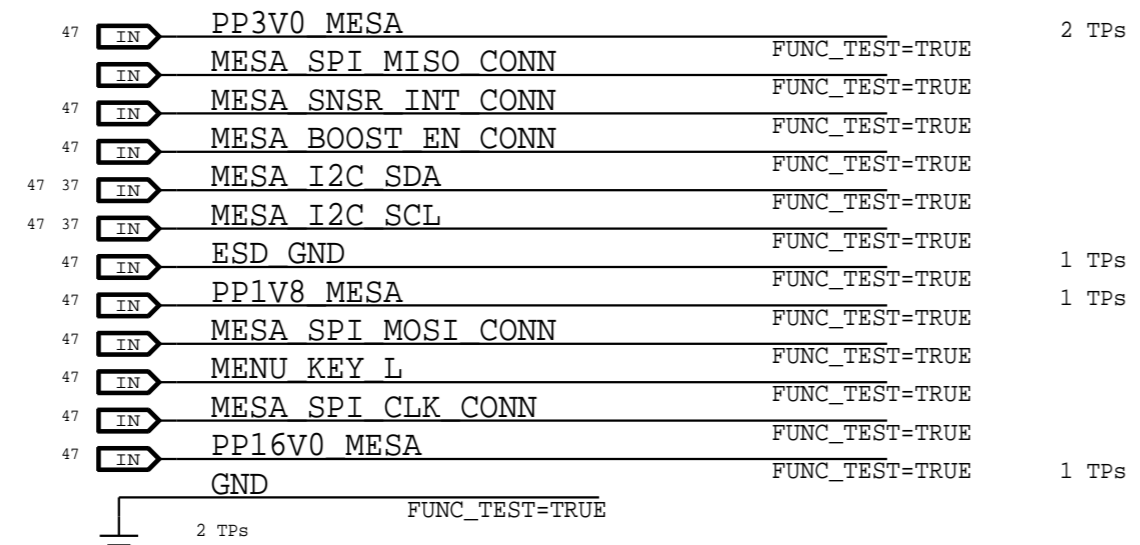 47 IN PP3V0_MESA FUNC_TEST=TRUE 2 TPs
IN MESA_SPI_MISO_CONN FUNC_TEST=TRUE
47 IN MESA_SNSR_INT_CONN FUNC_TEST=TRUE
47 IN MESA_BOOST_EN_CONN FUNC_TEST=TRUE
47 37 IN MESA_I2C_SDA FUNC_TEST=TRUE
47 37 IN MESA_I2C_SCL FUNC_TEST=TRUE
47 IN ESD_GND FUNC_TEST=TRUE 1 TPs
47 IN PP1V8_MESA FUNC_TEST=TRUE 1 TPs
47 IN MESA_SPI_MOSI_CONN FUNC_TEST=TRUE
47 IN MENU_KEY_L FUNC_TEST=TRUE
47 IN MESA_SPI_CLK_CONN FUNC_TEST=TRUE
47 IN PP16V0_MESA FUNC_TEST=TRUE 1 TPs
GND FUNC_TEST=TRUE
2 TPs